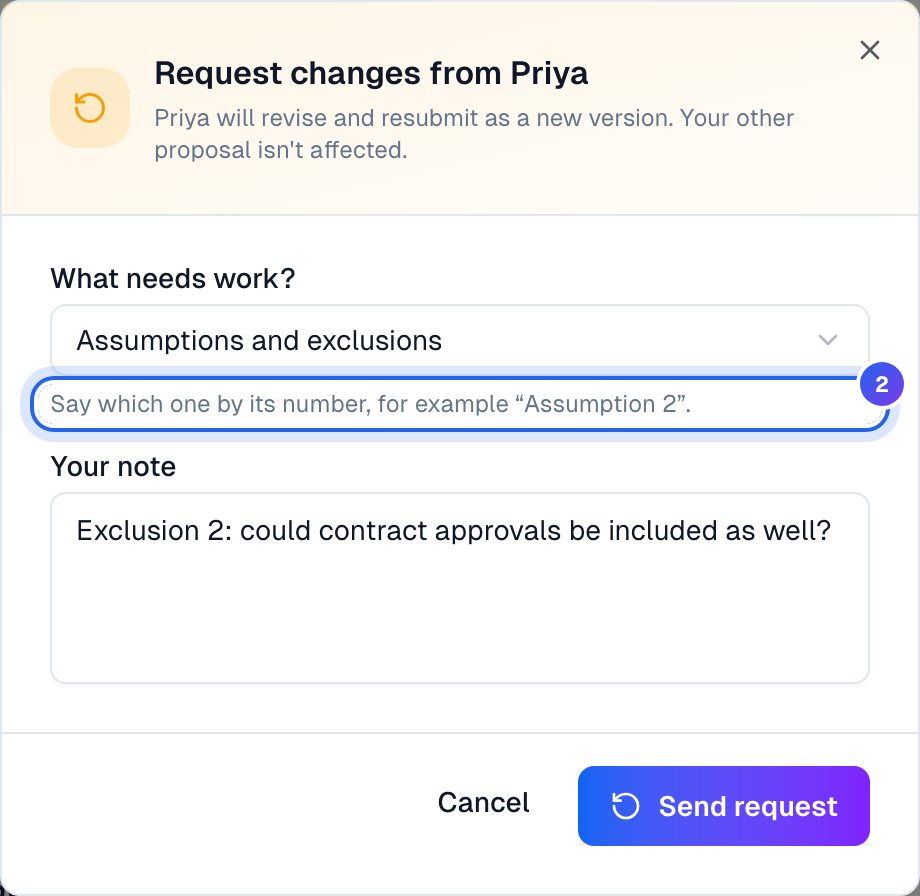 Request changes from Priya
Priya will revise and resubmit as a new version. Your other
proposal isn't affected.
What needs work?
Assumptions and exclusions
2
Say which one by its number, for example “Assumption 2”.
Your note
Exclusion 2: could contract approvals be included as well?
Cancel
Send request